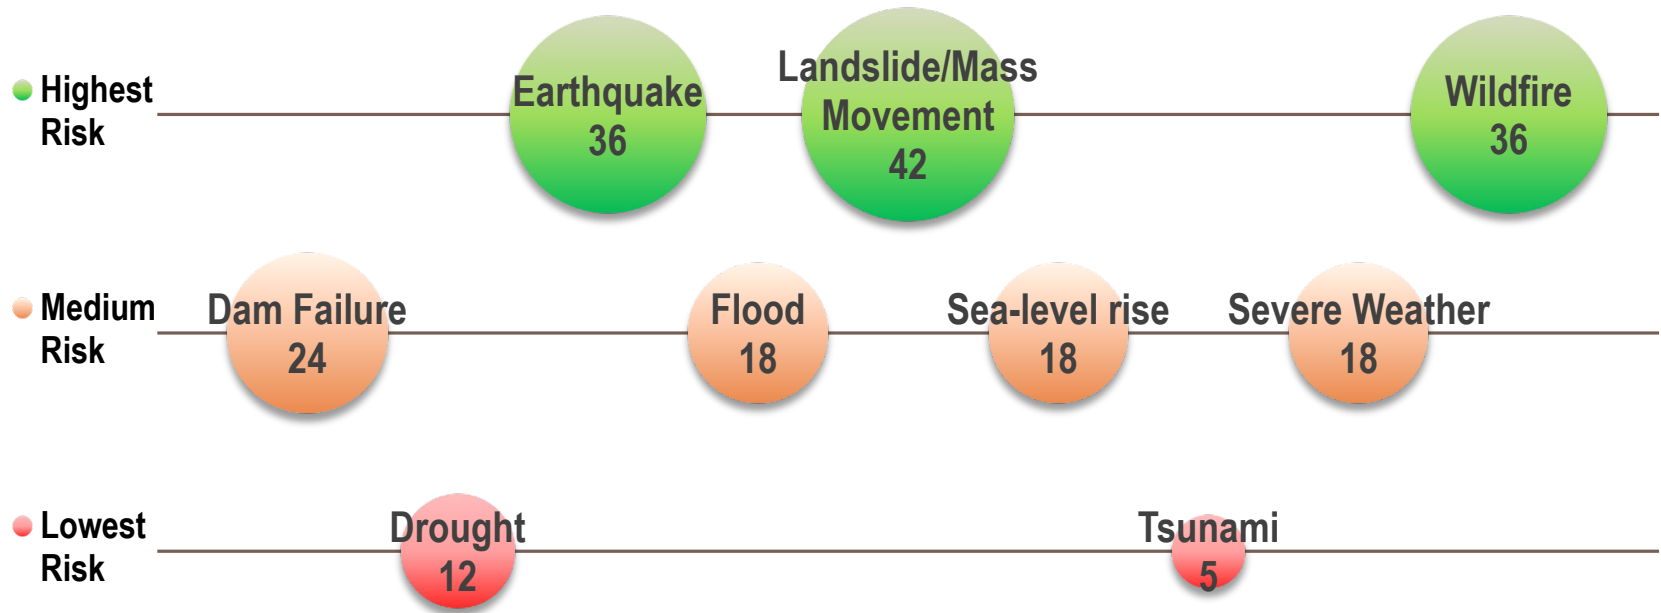 Highest
Risk
Earthquake
36
Landslide/Mass
Movement
42
Wildfire
36
Medium
Risk
Dam Failure
24
Flood
18
Sea-level rise
18
Severe Weather
18
Lowest
Risk
Drought
12
Tsunami
5